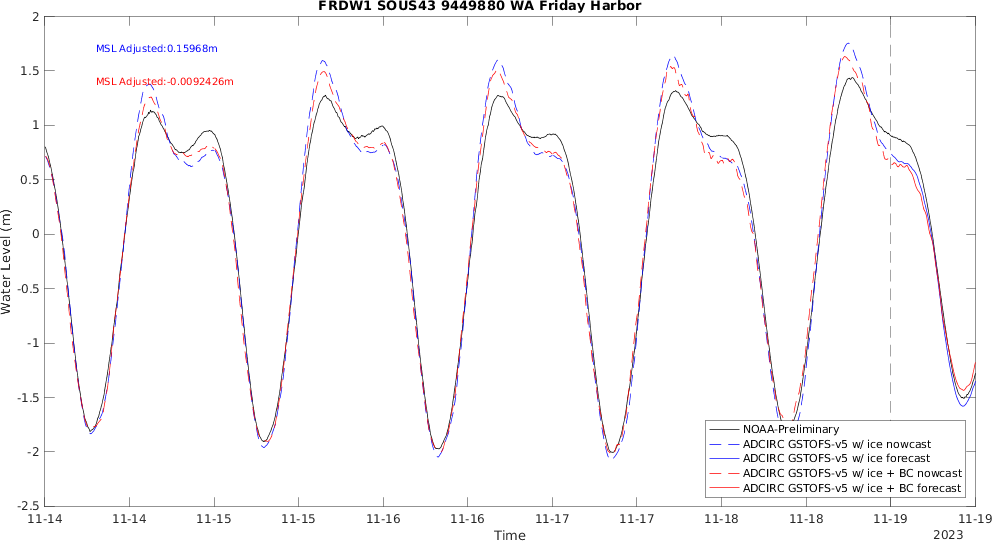 FRDW1 SOUS43 9449880 WA Friday Harbor
MSL Adjusted:0.15968m
MSL Adjusted:-0.0092426m
2
1.5
1
0.5
0
-0.5
-1
-1.5
-2
-2.5
Water Level (m)
NOAA-Preliminary
ADCIRC GSTOFS-v5 w/ ice nowcast
ADCIRC GSTOFS-v5 w/ ice forecast
ADCIRC GSTOFS-v5 w/ ice + BC nowcast
ADCIRC GSTOFS-v5 w/ ice + BC forecast
11-14 11-14 11-15 11-15 11-16 11-16 11-17 11-17 11-18 11-18 11-19 11-19
Time
2023